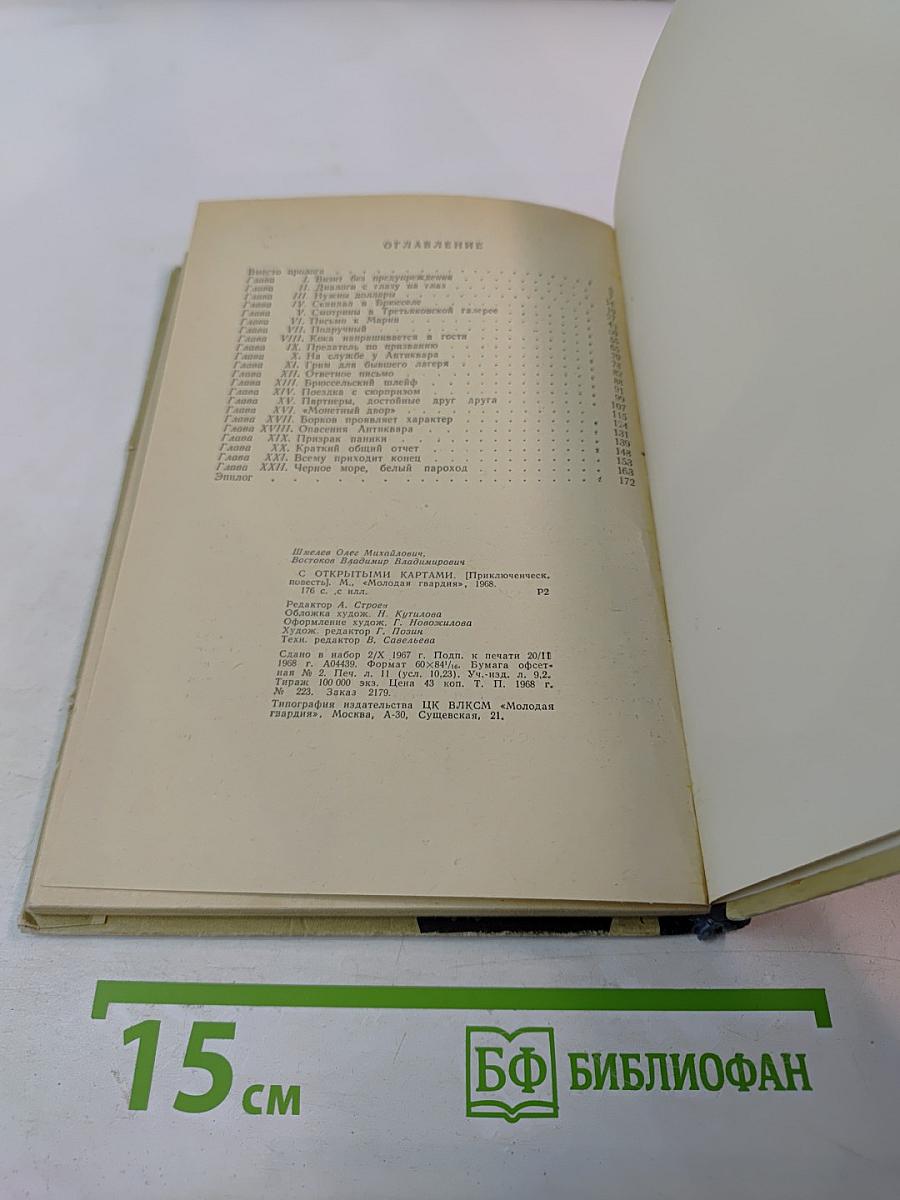 ОГЛАВЛЕНИЕ
Вместо пролога
Глава I. Визит без предупреждения
Глава II. Диалоги с глазу на глаз
Глава III. Нужны доллары
Глава IV. Скандал в Брюсселе
Глава V. Смотрины в Третьяковской галерее
Глава VI. Письмо к Марии
Глава VII. Подручный
Глава VIII. Кока напрашивается в гости
Глава IX. Предатель по призванию
Глава X. На службе у Антиквара
Глава XI. Грим для бывшего лагеря
Глава XII. Ответное письмо
Глава XIII. Брюссельский шлейф
Глава XIV. Поездка с сюрпризом
Глава XV. Партнеры, достойные друг друга
Глава XVI. «Монетный двор»
Глава XVII. Борков проявляет характер
Глава XVIII. Опасения Антиквара
Глава XIX. Призрак паники
Глава XX. Краткий общий отчет
Глава XXI. Всему приходит конец
Глава XXII. Черное море, белый пароход . 163
Эпилог . 172
Шмелев Олег Михайлович,
Востоков Владимир Владимирович
С ОТКРЫТЫМИ КАРТАМИ. [Приключенческ.
повесть]. М., «Молодая гвардия», 1968.
176 с. ,с илл. Р2
Редактор А. Строев
Обложка худож. Н. Кутилова
Оформление худож. Г. Новожилова
Худож. редактор Г. Позин
Техн. редактор В. Савельева
Сдано в набор 2/X 1967 г. Подп. к печати 20/II
1968 г. А04439. Формат 60×84¹/₁₆. Бумага офсет-
ная № 2. Печ. л. 11 (усл. 10,23). Уч.-изд. л. 9,2.
Тираж 100 000 экз. Цена 43 коп. Т. П. 1968 г.
№ 223. Заказ 2179.
Типография издательства ЦК ВЛКСМ «Молодая
гвардия», Москва, А-30, Сущевская, 21.
15 см
БФ БИБЛИОФАН